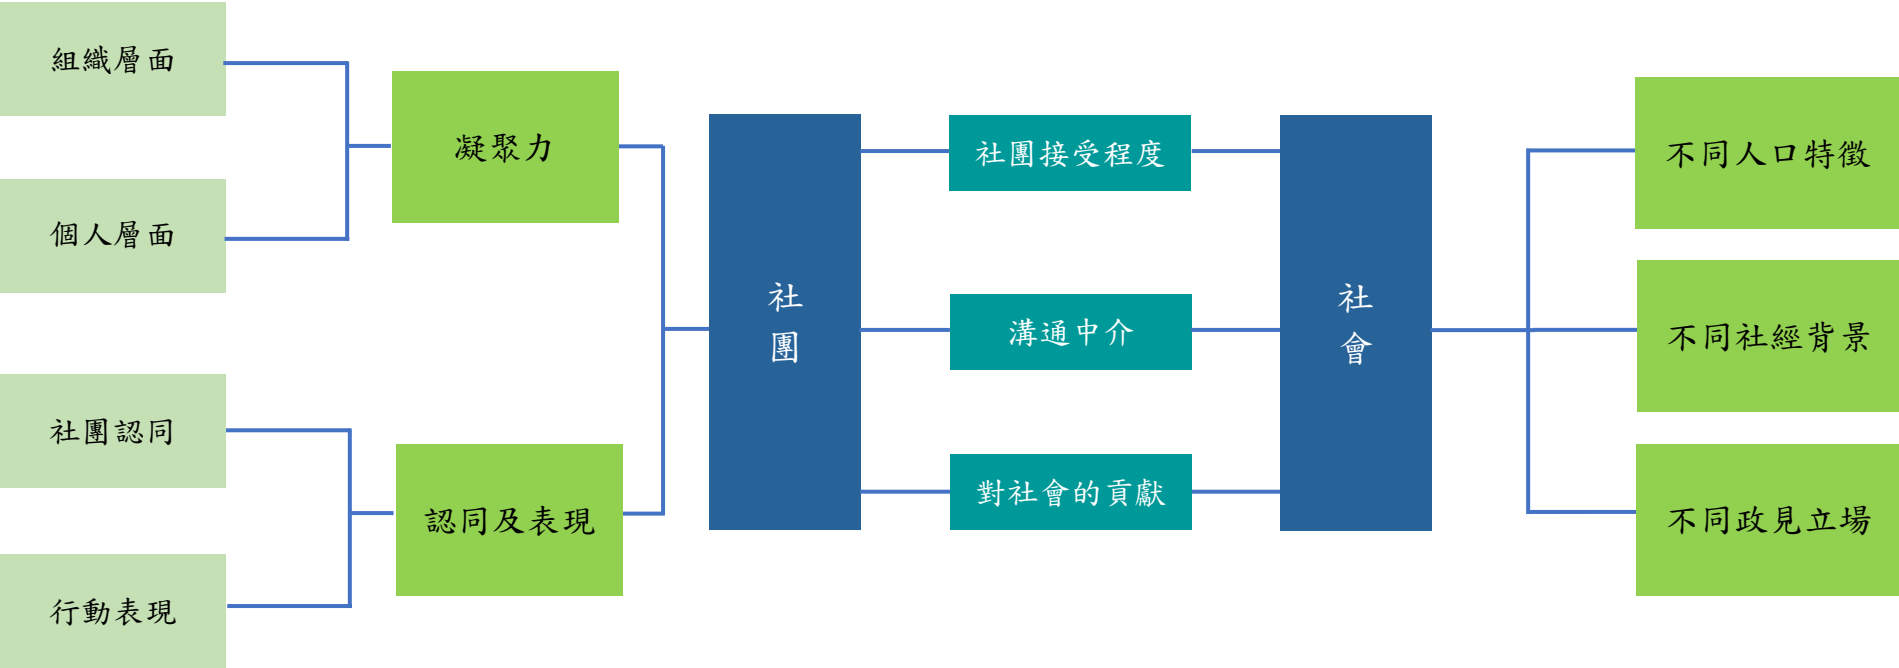 組織層面
個人層面
社團認同
行動表現
凝聚力
認同及表現
社
團
社團接受程度
溝通中介
對社會的貢獻
社
會
不同人口特徵
不同社經背景
不同政見立場